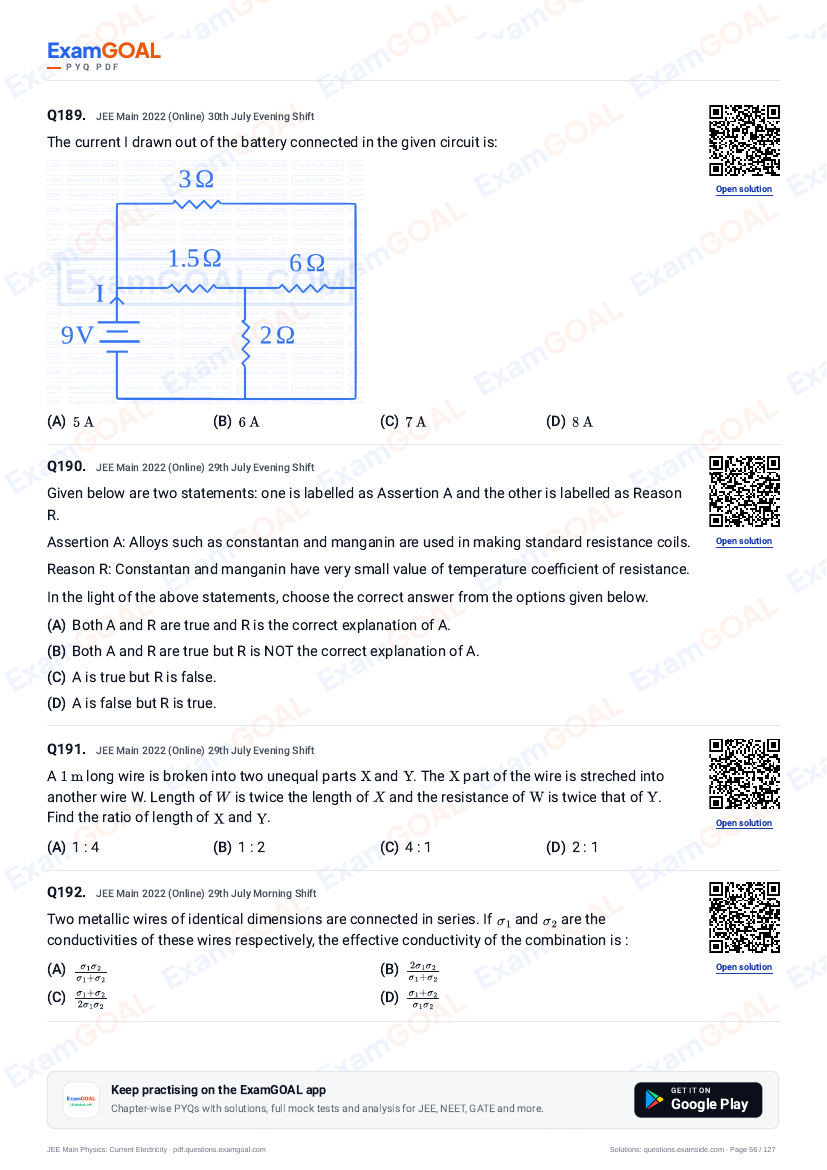 ExamGOAL
PYQ PDF
Q189. JEE Main 2022 (Online) 30th July Evening Shift
The current I drawn out of the battery connected in the given circuit is:
Open solution
3 Ω
1.5 Ω
6 Ω
ExamGOAL.COM
I
9 V
2 Ω
(A) 5 A
(B) 6 A
(C) 7 A
(D) 8 A
Q190. JEE Main 2022 (Online) 29th July Evening Shift
Given below are two statements: one is labelled as Assertion A and the other is labelled as Reason
R.
Open solution
Assertion A: Alloys such as constantan and manganin are used in making standard resistance coils.
Reason R: Constantan and manganin have very small value of temperature coefficient of resistance.
In the light of the above statements, choose the correct answer from the options given below.
(A) Both A and R are true and R is the correct explanation of A.
(B) Both A and R are true but R is NOT the correct explanation of A.
(C) A is true but R is false.
(D) A is false but R is true.
Q191. JEE Main 2022 (Online) 29th July Evening Shift
A 1 m long wire is broken into two unequal parts X and Y. The X part of the wire is streched into
another wire W. Length of W is twice the length of X and the resistance of W is twice that of Y.
Find the ratio of length of X and Y.
Open solution
(A) 1 : 4
(B) 1 : 2
(C) 4 : 1
(D) 2 : 1
Q192. JEE Main 2022 (Online) 29th July Morning Shift
Two metallic wires of identical dimensions are connected in series. If σ₁ and σ₂ are the
conductivities of these wires respectively, the effective conductivity of the combination is :
Open solution
(A) σ₁σ₂/(σ₁+σ₂)
(B) 2σ₁σ₂/(σ₁+σ₂)
(C) (σ₁+σ₂)/2σ₁σ₂
(D) (σ₁+σ₂)/σ₁σ₂
ExamGOAL
Keep practising on the ExamGOAL app
Chapter-wise PYQs with solutions, full mock tests and analysis for JEE, NEET, GATE and more.
GET IT ON
Google Play
JEE Main Physics: Current Electricity · pdf.questions.examgoal.com
Solutions: questions.examside.com · Page 56 / 127